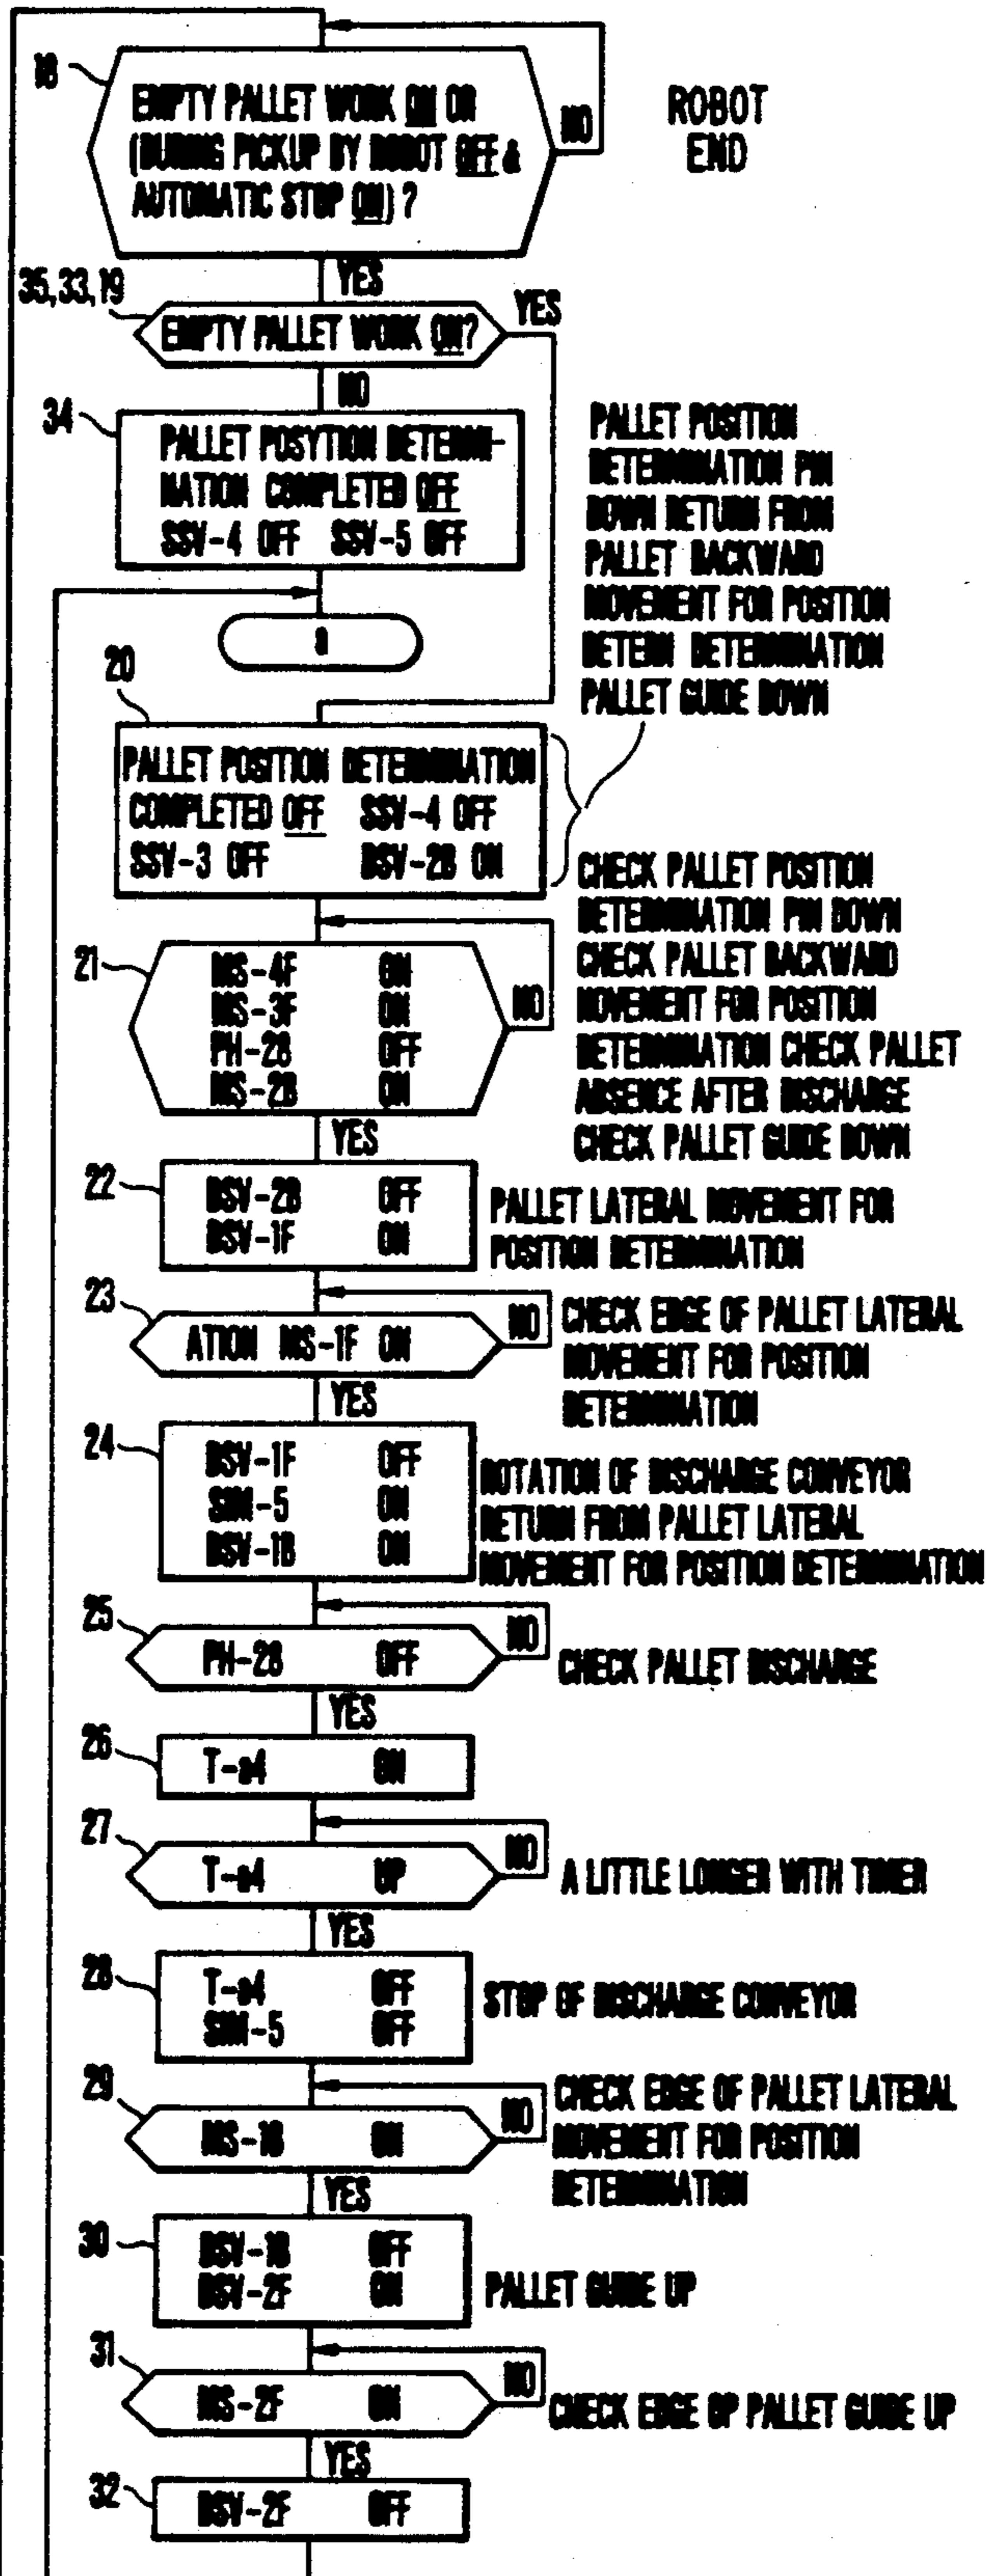 18
EMPTY PALLET WORK ON OR
(DURING PICKUP BY ROBOT OFF &
AUTOMATIC STOP ON) ?
NO
ROBOT
END
YES
35,33,19
EMPTY PALLET WORK ON?
YES
NO
34
PALLET POSYTION DETERMI-
NATION COMPLETED OFF
SSV-4 OFF SSV-5 OFF
a
PALLET POSITION
DETERMINATION PIN
DOWN RETURN FROM
PALLET BACKWARD
MOVEMENT FOR POSITION
DETERN DETERMINATION
PALLET GUIDE DOWN
20
PALLET POSITION DETERMINATION
COMPLETED OFF SSV-4 OFF
SSV-3 OFF DSV-2B ON
21
MS-4F ON
MS-3F ON
PH-28 OFF
MS-2B ON
NO
CHECK PALLET POSITION
DETERMINATION PIN DOWN
CHECK PALLET BACKWARD
MOVEMENT FOR POSITION
DETERMINATION CHECK PALLET
ABSENCE AFTER DISCHARGE
CHECK PALLET GUIDE DOWN
YES
22
DSV-2B OFF
DSV-1F ON
PALLET LATERAL MOVEMENT FOR
POSITION DETERMINATION
23
ATION MS-1F ON
NO
CHECK EDGE OF PALLET LATERAL
MOVEMENT FOR POSITION
DETERMINATION
YES
24
DSV-1F OFF
SIM-5 ON
DSV-1B ON
ROTATION OF DISCHARGE CONVEYOR
RETURN FROM PALLET LATERAL
MOVEMENT FOR POSITION DETERMINATION
25
PH-28 OFF
NO
CHECK PALLET DISCHARGE
YES
26
T-a4 ON
27
T-a4 UP
NO
A LITTLE LONGER WITH TIMER
YES
28
T-a4 OFF
SIM-5 OFF
STOP OF DISCHARGE CONVEYOR
29
MS-1B ON
NO
CHECK EDGE OF PALLET LATERAL
MOVEMENT FOR POSITION
DETERMINATION
YES
30
DSV-1B OFF
DSV-2F ON
PALLET GUIDE UP
31
MS-2F ON
NO
CHECK EDGE OP PALLET GUIDE UP
YES
32
DSV-2F OFF